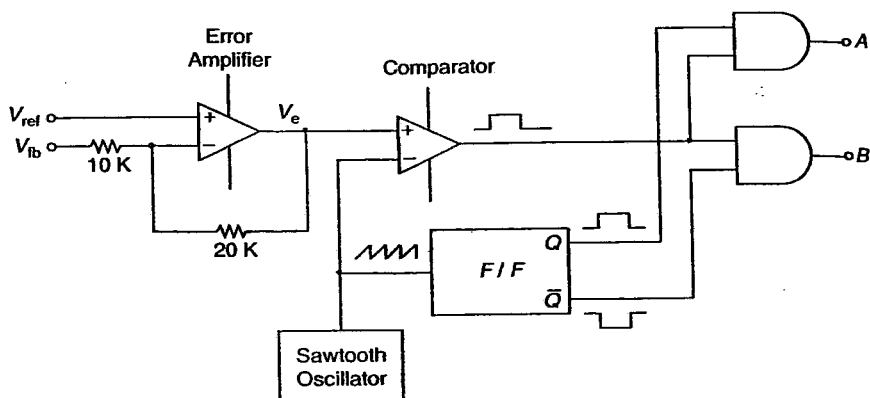 Error
Amplifier
Comparator
A
V_ref
+
V_e
+
V_fb
−
−
B
10 K
20 K
Q
F / F
Q̅
Sawtooth
Oscillator